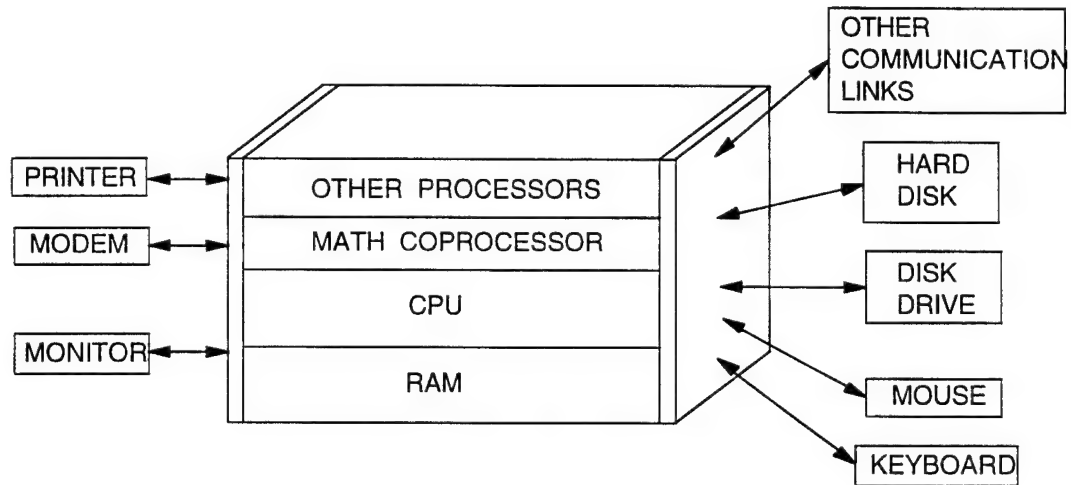 OTHER
COMMUNICATION
LINKS
PRINTER
OTHER PROCESSORS
HARD
DISK
MODEM
MATH COPROCESSOR
CPU
DISK
DRIVE
MONITOR
RAM
MOUSE
KEYBOARD